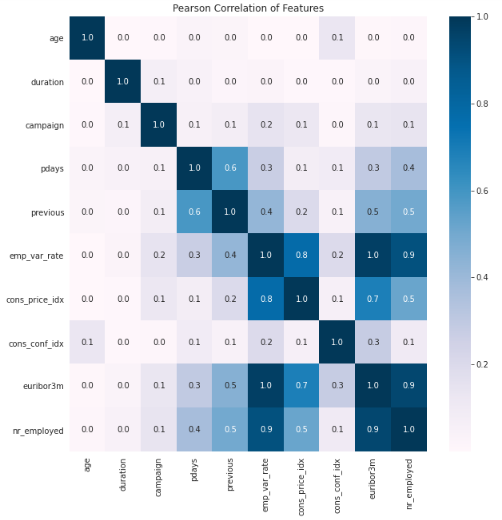 Pearson Correlation of Features
age 1.0 0.0 0.0 0.0 0.0 0.0 0.0 0.1 0.0 0.0
duration 0.0 1.0 0.1 0.0 0.0 0.0 0.0 0.0 0.0 0.0
campaign 0.0 0.1 1.0 0.1 0.1 0.2 0.1 0.0 0.1 0.1
pdays 0.0 0.0 0.1 1.0 0.6 0.3 0.1 0.1 0.3 0.4
previous 0.0 0.0 0.1 0.6 1.0 0.4 0.2 0.1 0.5 0.5
emp_var_rate 0.0 0.0 0.2 0.3 0.4 1.0 0.8 0.2 1.0 0.9
cons_price_idx 0.0 0.0 0.1 0.1 0.2 0.8 1.0 0.1 0.7 0.5
cons_conf_idx 0.1 0.0 0.0 0.1 0.1 0.2 0.1 1.0 0.3 0.1
euribor3m 0.0 0.0 0.1 0.3 0.5 1.0 0.7 0.3 1.0 0.9
nr_employed 0.0 0.0 0.1 0.4 0.5 0.9 0.5 0.1 0.9 1.0
age duration campaign pdays previous emp_var_rate cons_price_idx cons_conf_idx euribor3m nr_employed
1.0
0.8
0.6
0.4
0.2